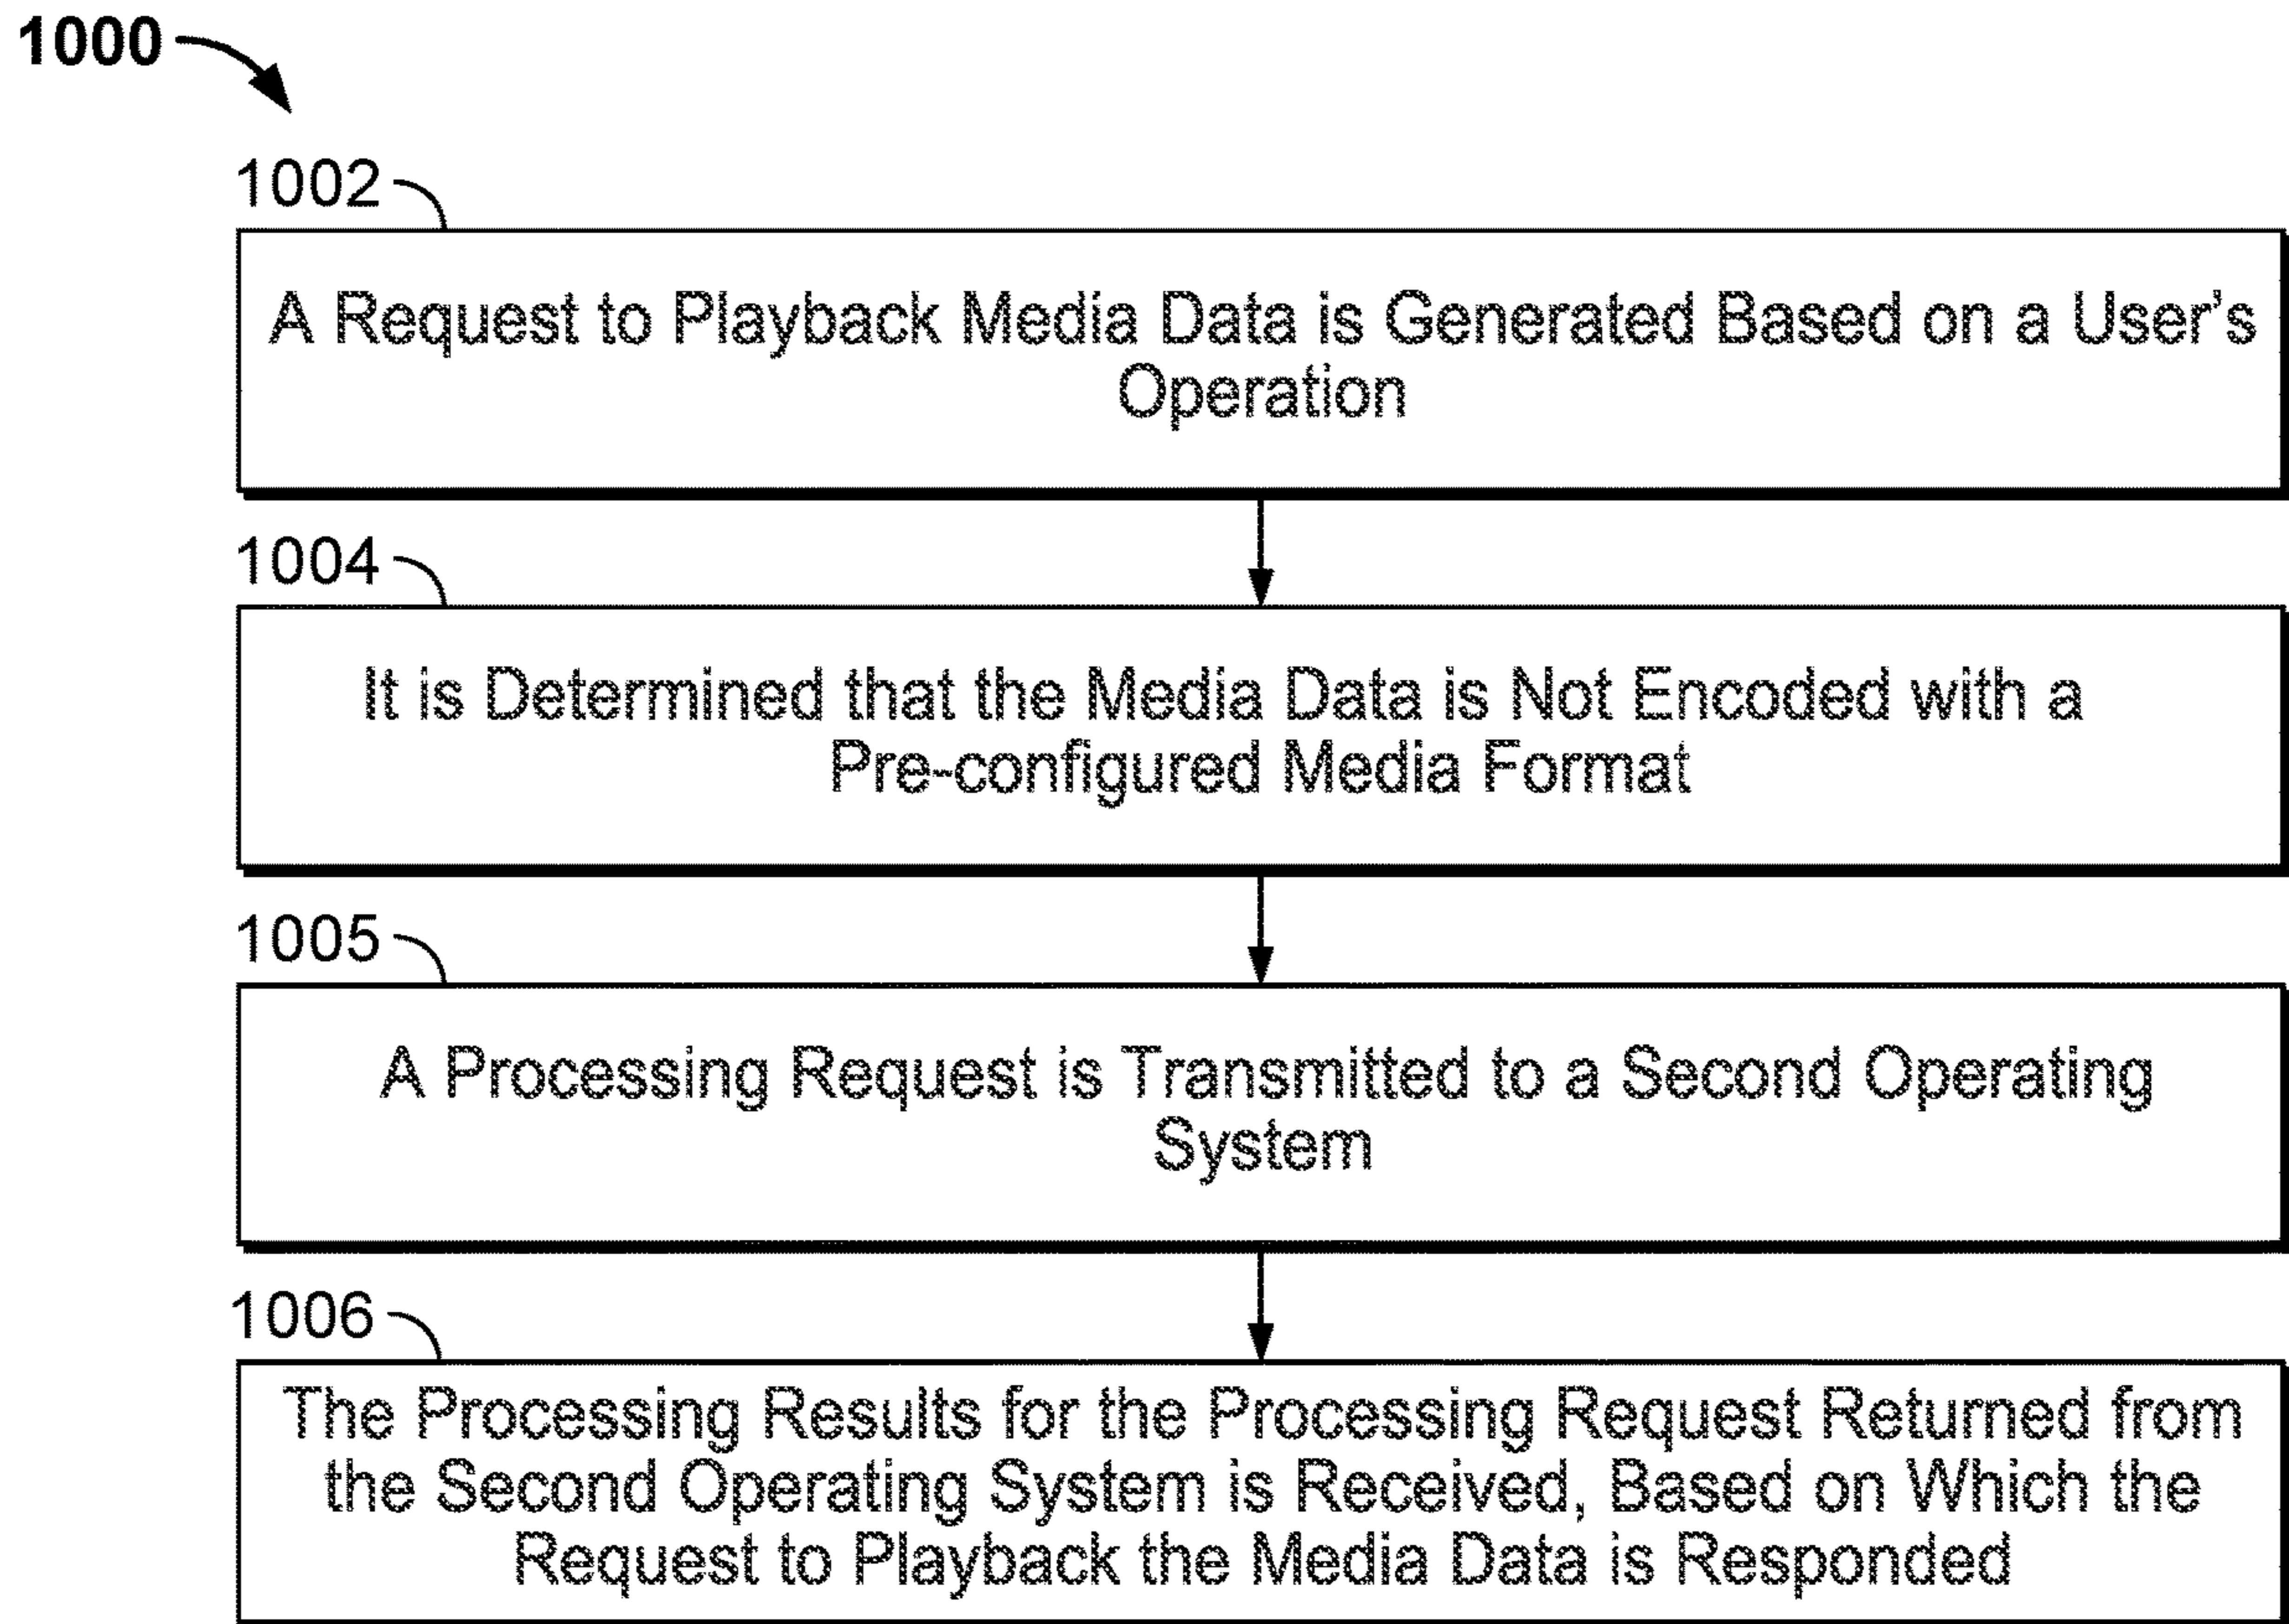 1000
1002
A Request to Playback Media Data is Generated Based on a User's
Operation
1004
It is Determined that the Media Data is Not Encoded with a
Pre-configured Media Format
1005
A Processing Request is Transmitted to a Second Operating
System
1006
The Processing Results for the Processing Request Returned from
the Second Operating System is Received, Based on Which the
Request to Playback the Media Data is Responded